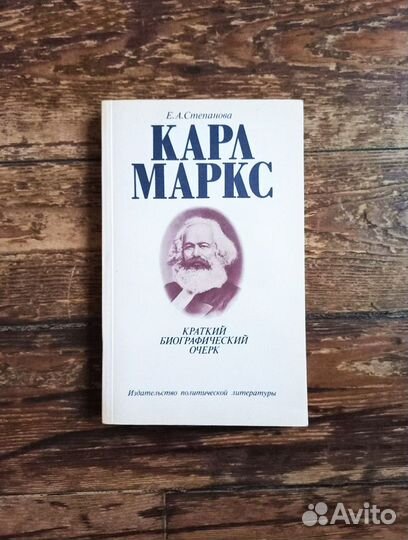 Е.А.Степанова
КАРЛ
МАРКС
КРАТКИЙ
БИОГРАФИЧЕСКИЙ
ОЧЕРК
Издательство политической литературы
Avito